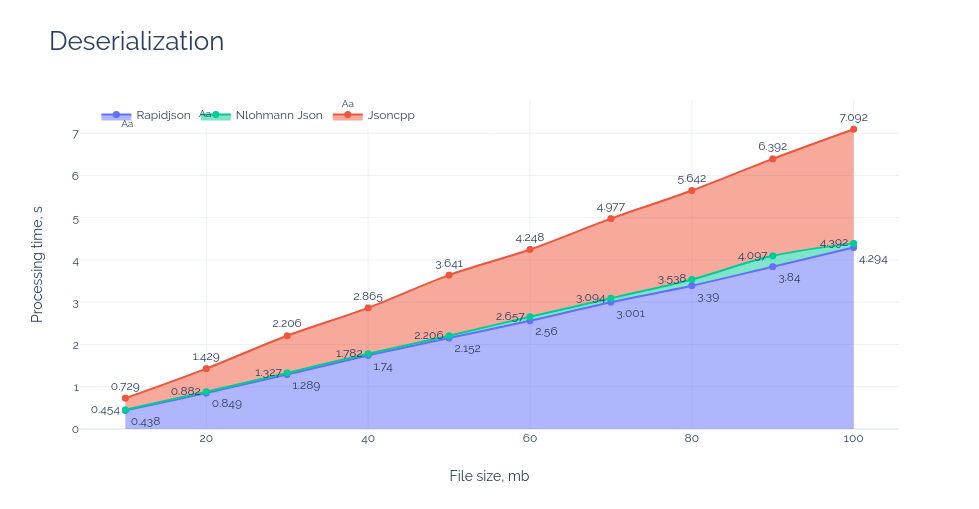 Deserialization
Aa
Rapidjson Aa Nlohmann Json Jsoncpp
Aa
7
6
5
4
3
2
1
0
Processing time, s
0.729 1.429 2.206 2.865 3.641 4.248 4.977 5.642 6.392 7.092
0.454 0.882 1.327 1.782 2.206 2.657 3.094 3.538 4.097 4.392
0.438 0.849 1.289 1.74 2.152 2.56 3.001 3.39 3.84 4.294
20 40 60 80 100
File size, mb